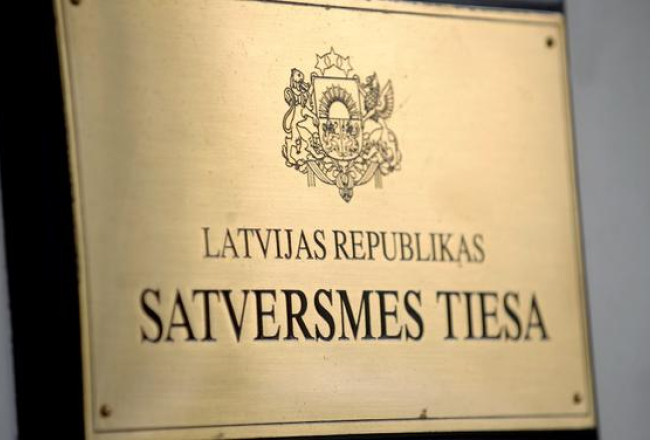 LATVIJAS REPUBLIKAS
SATVERSMES TIESA